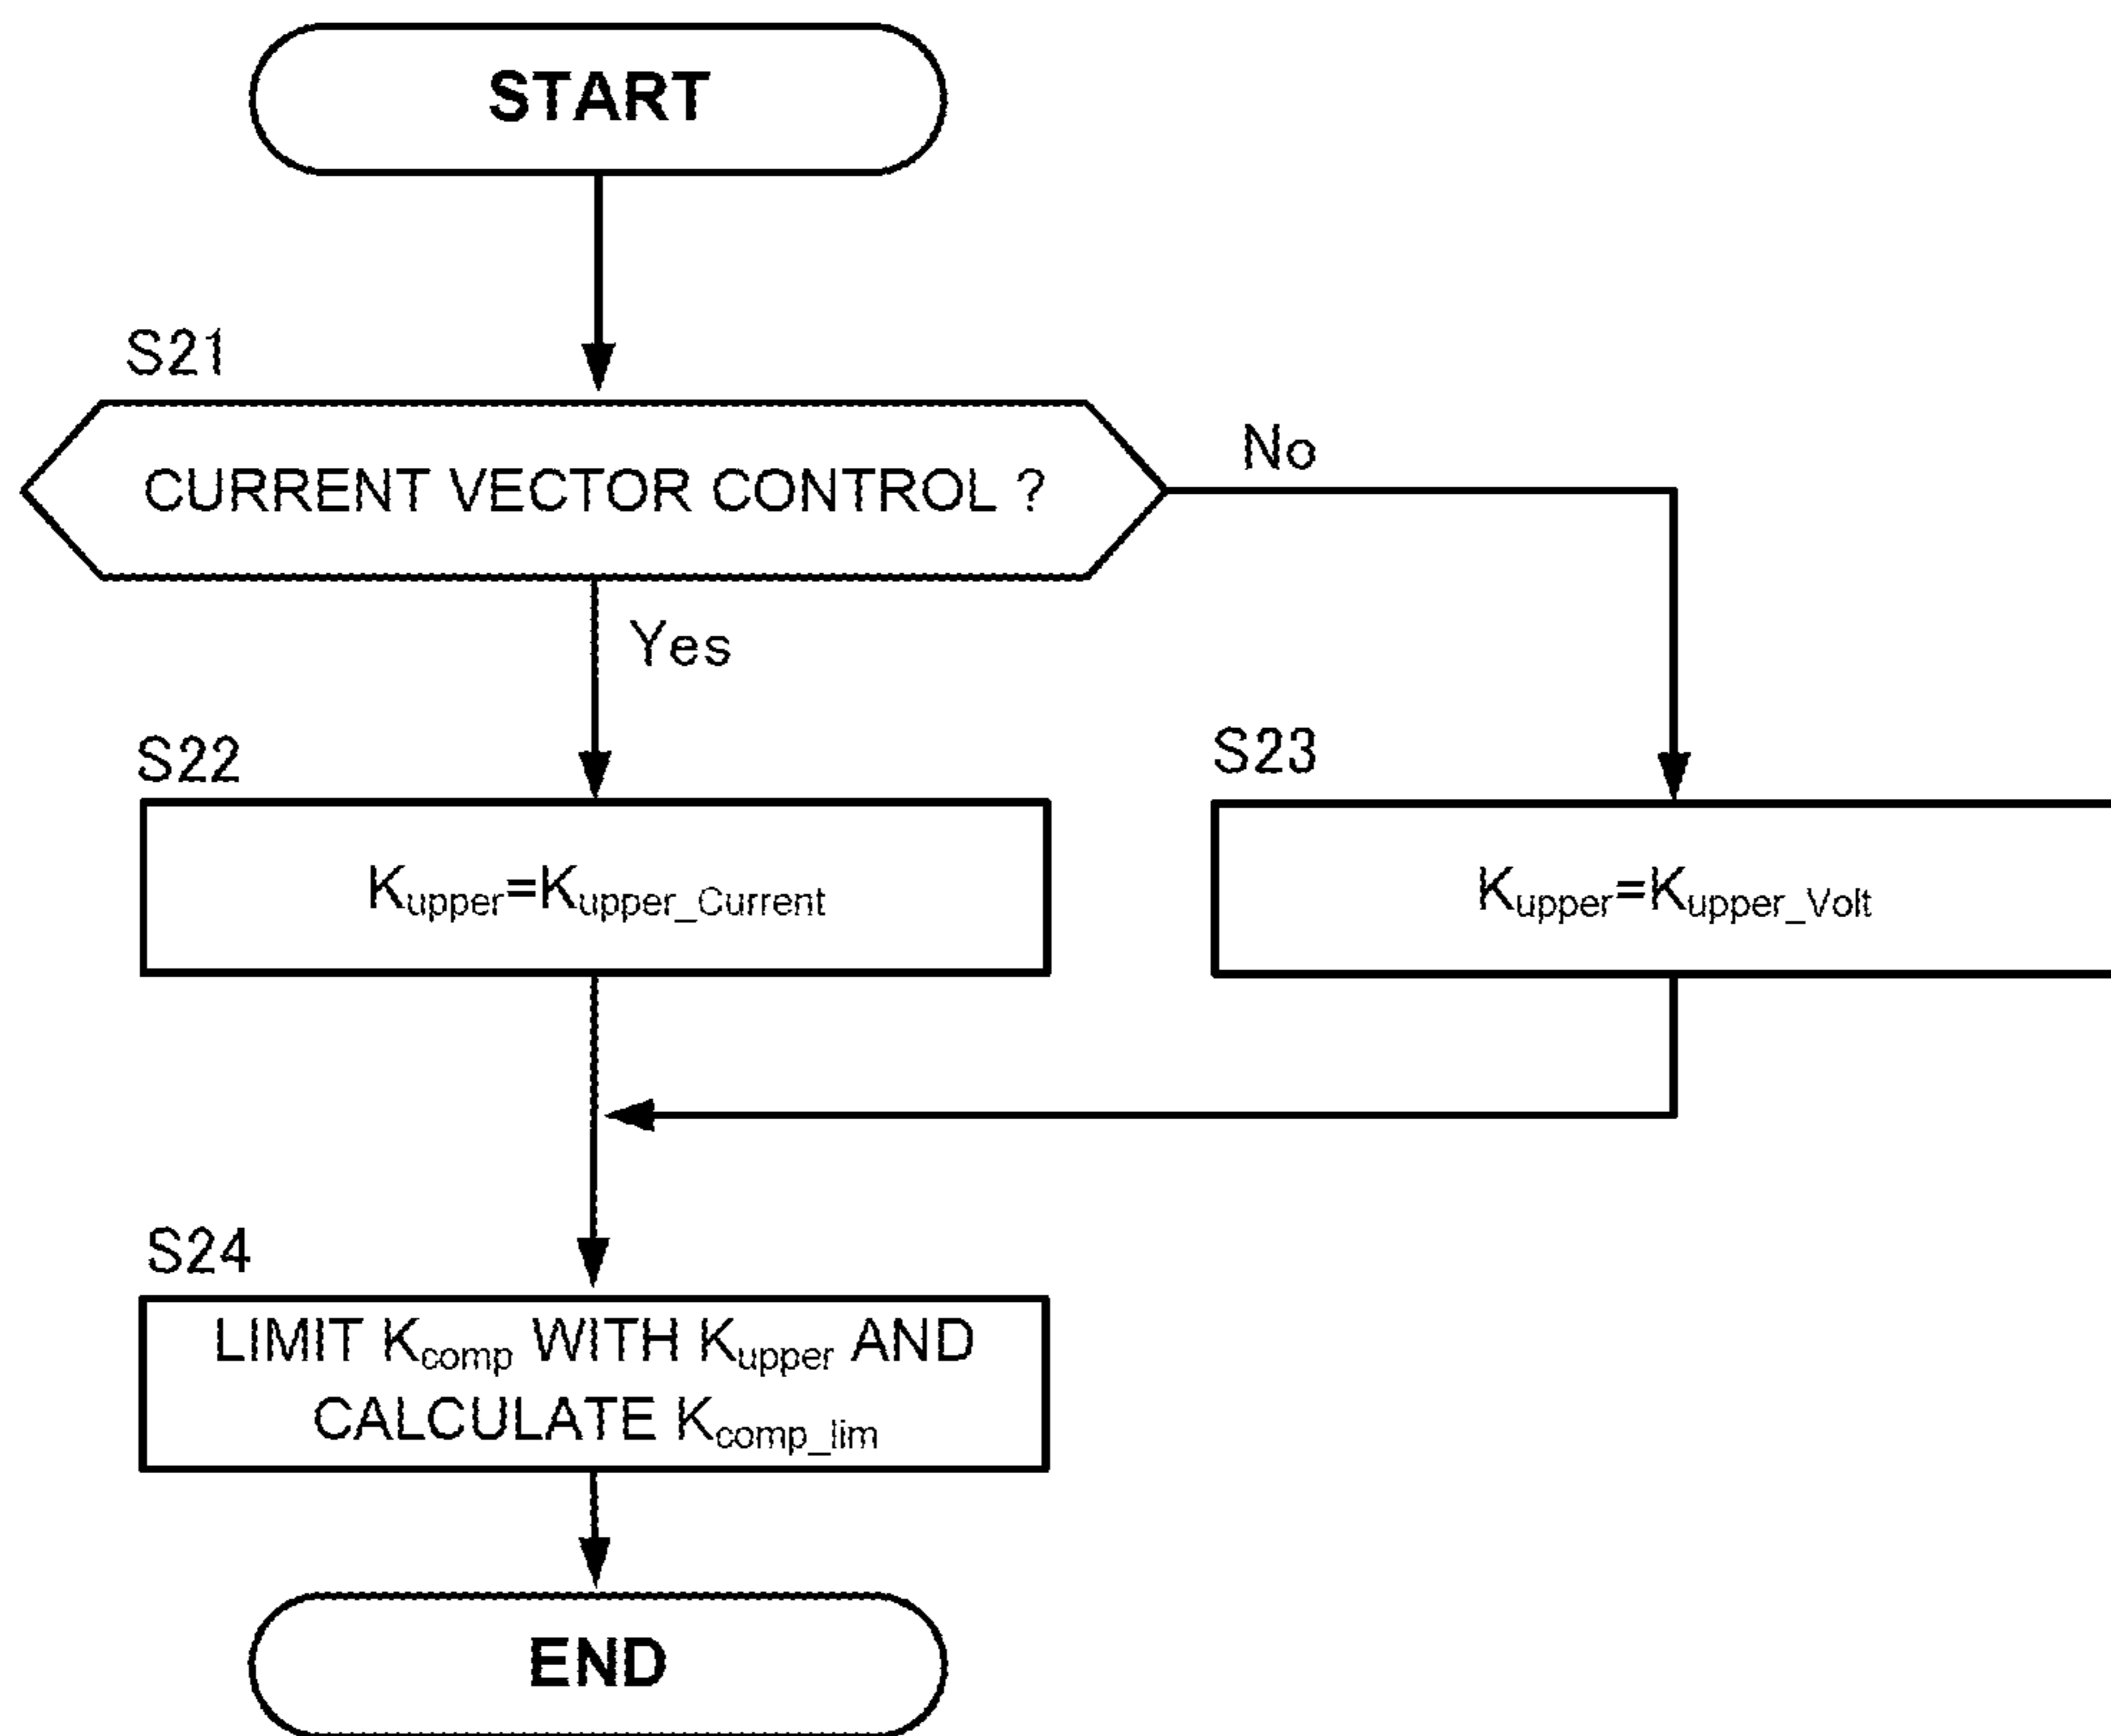 START
S21
CURRENT VECTOR CONTROL ?
No
Yes
S22
S23
Kupper=Kupper_Current
Kupper=Kupper_Volt
S24
LIMIT Kcomp WITH Kupper AND
CALCULATE Kcomp_lim
END